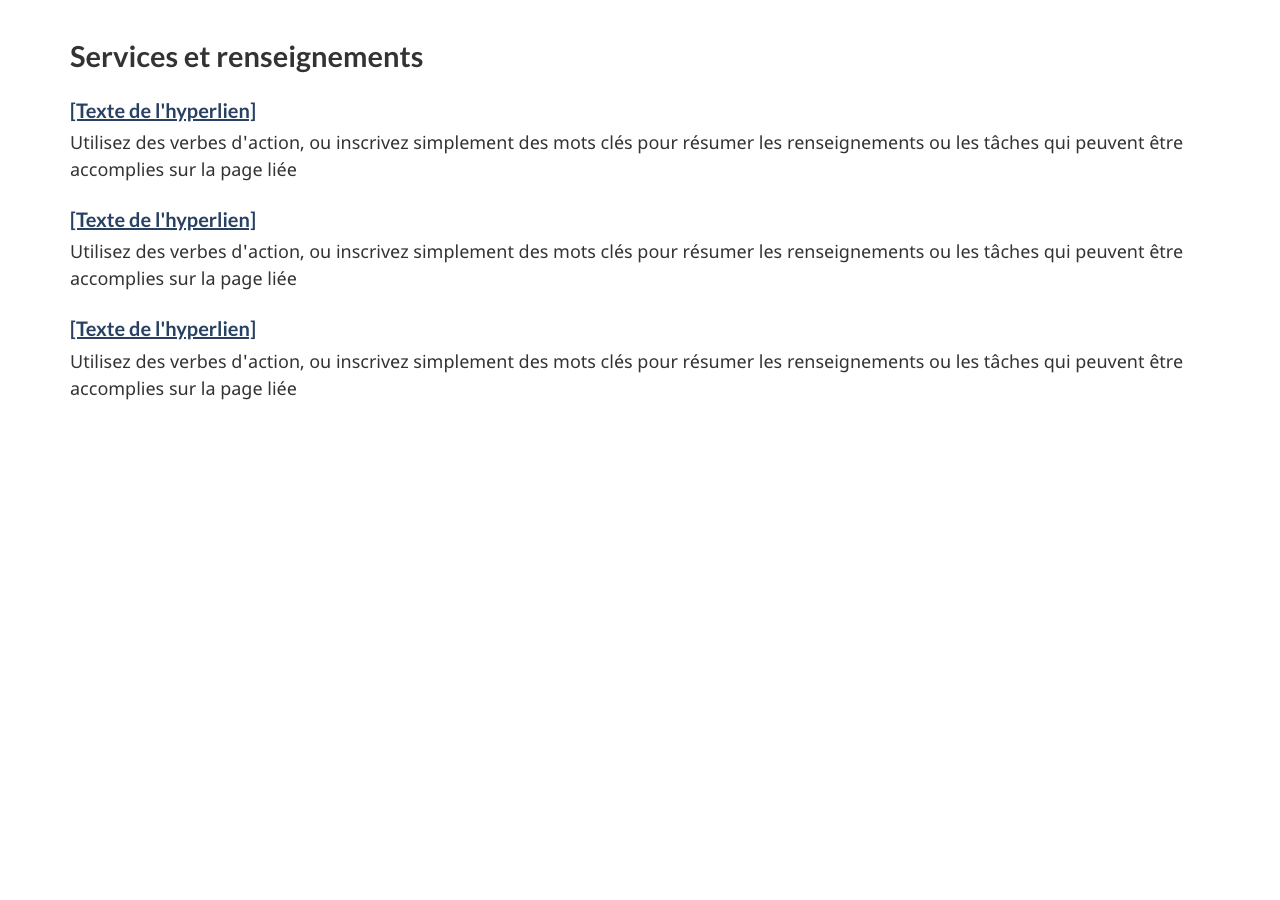 Services et renseignements
[Texte de l'hyperlien]
Utilisez des verbes d'action, ou inscrivez simplement des mots clés pour résumer les renseignements ou les tâches qui peuvent être
accomplies sur la page liée
[Texte de l'hyperlien]
Utilisez des verbes d'action, ou inscrivez simplement des mots clés pour résumer les renseignements ou les tâches qui peuvent être
accomplies sur la page liée
[Texte de l'hyperlien]
Utilisez des verbes d'action, ou inscrivez simplement des mots clés pour résumer les renseignements ou les tâches qui peuvent être
accomplies sur la page liée